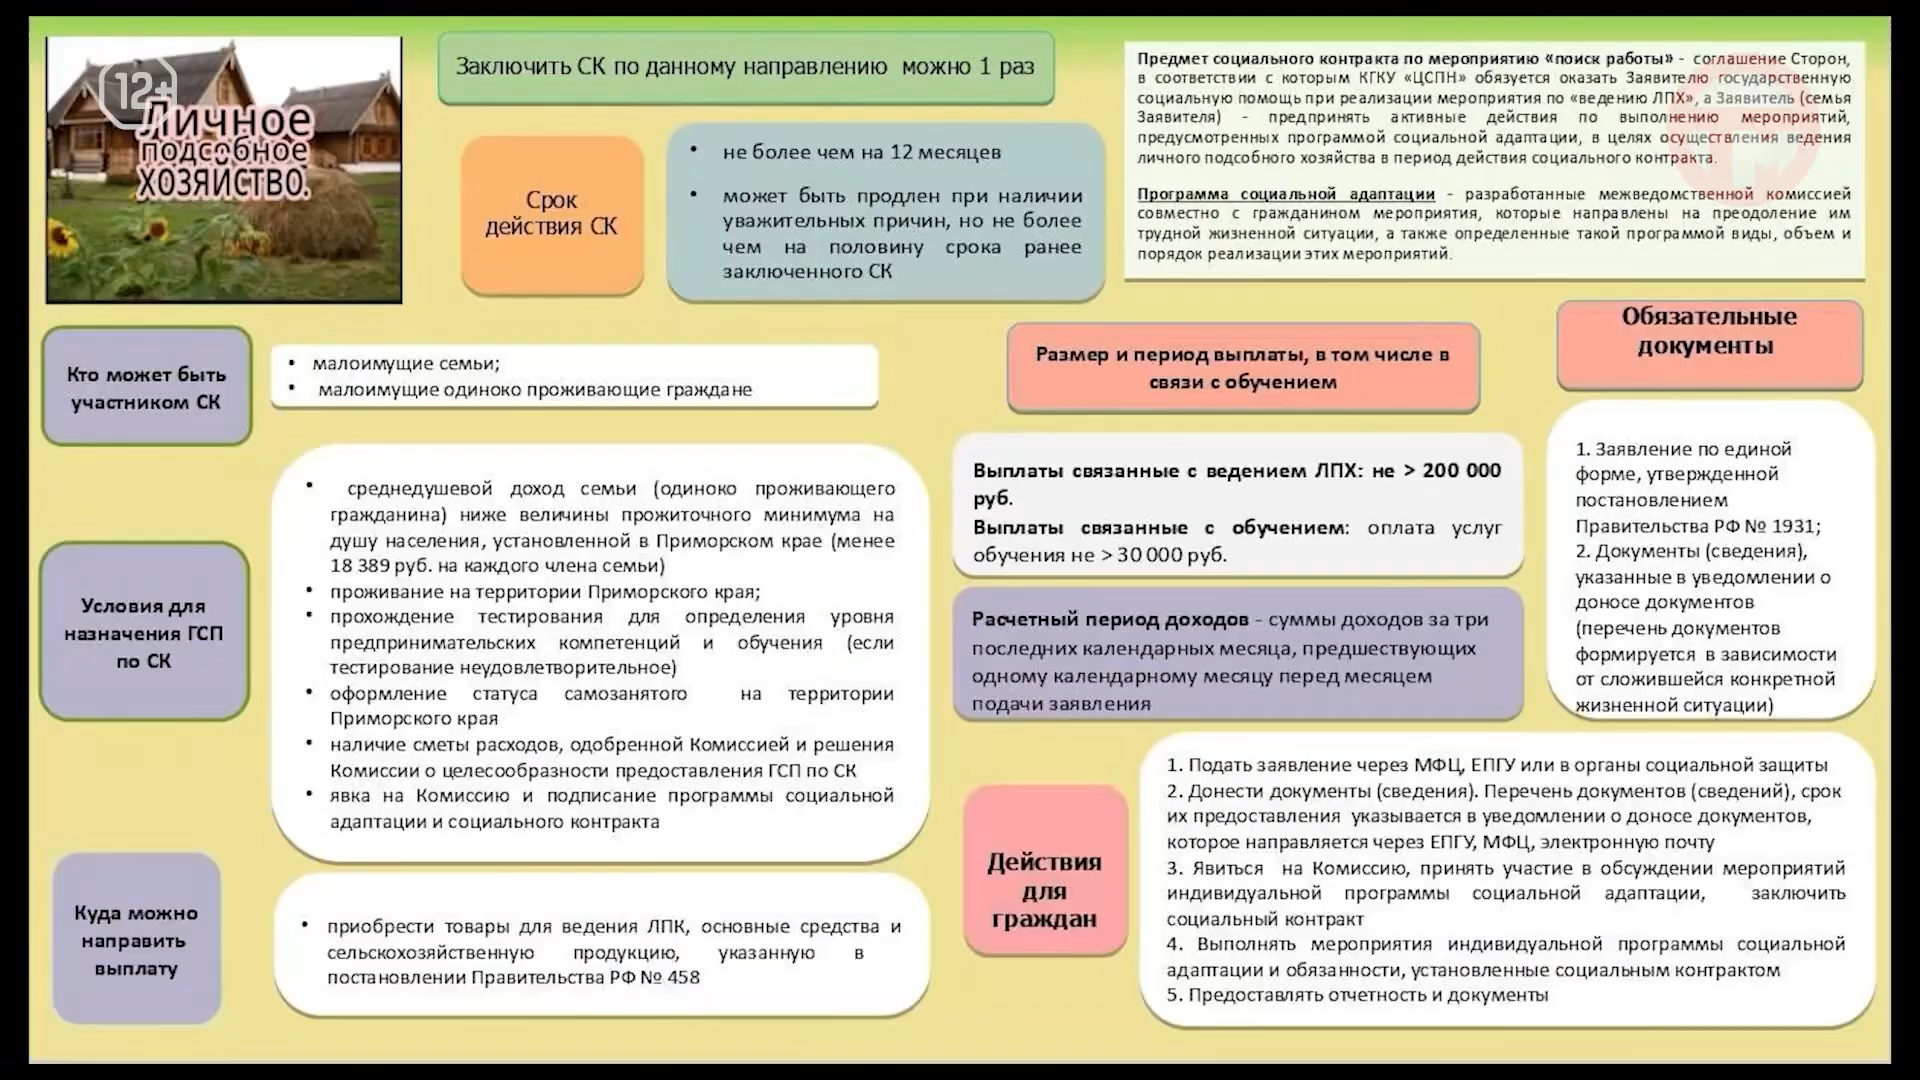 12+
Личное
подсобное
хозяйство.
Заключить СК по данному направлению можно 1 раз
Срок
действия СК
• не более чем на 12 месяцев
• может быть продлен при наличии
уважительных причин, но не более
чем на половину срока ранее
заключенного СК
Предмет социального контракта по мероприятию «поиск работы» - соглашение Сторон,
в соответствии с которым КГКУ «ЦСПН» обязуется оказать Заявителю государственную
социальную помощь при реализации мероприятия по «ведению ЛПХ», а Заявитель (семья
Заявителя) - предпринять активные действия по выполнению мероприятий,
предусмотренных программой социальной адаптации, в целях осуществления ведения
личного подсобного хозяйства в период действия социального контракта.
Программа социальной адаптации - разработанные межведомственной комиссией
совместно с гражданином мероприятия, которые направлены на преодоление им
трудной жизненной ситуации, а также определенные такой программой виды, объем и
порядок реализации этих мероприятий.
Кто может быть
участником СК
• малоимущие семьи;
• малоимущие одиноко проживающие граждане
Условия для
назначения ГСП
по СК
• среднедушевой доход семьи (одиноко проживающего
гражданина) ниже величины прожиточного минимума на
душу населения, установленной в Приморском крае (менее
18 389 руб. на каждого члена семьи)
• проживание на территории Приморского края;
• прохождение тестирования для определения уровня
предпринимательских компетенций и обучения (если
тестирование неудовлетворительное)
• оформление статуса самозанятого на территории
Приморского края
• наличие сметы расходов, одобренной Комиссией и решения
Комиссии о целесообразности предоставления ГСП по СК
• явка на Комиссию и подписание программы социальной
адаптации и социального контракта
Куда можно
направить
выплату
• приобрести товары для ведения ЛПК, основные средства и
сельскохозяйственную продукцию, указанную в
постановлении Правительства РФ № 458
Размер и период выплаты, в том числе в
связи с обучением
Выплаты связанные с ведением ЛПХ: не > 200 000
руб.
Выплаты связанные с обучением: оплата услуг
обучения не > 30 000 руб.
Расчетный период доходов - суммы доходов за три
последних календарных месяца, предшествующих
одному календарному месяцу перед месяцем
подачи заявления
Обязательные
документы
1. Заявление по единой
форме, утвержденной
постановлением
Правительства РФ № 1931;
2. Документы (сведения),
указанные в уведомлении о
доносе документов
(перечень документов
формируется в зависимости
от сложившейся конкретной
жизненной ситуации)
Действия
для
граждан
1. Подать заявление через МФЦ, ЕПГУ или в органы социальной защиты
2. Донести документы (сведения). Перечень документов (сведений), срок
их предоставления указывается в уведомлении о доносе документов,
которое направляется через ЕПГУ, МФЦ, электронную почту
3. Явиться на Комиссию, принять участие в обсуждении мероприятий
индивидуальной программы социальной адаптации, заключить
социальный контракт
4. Выполнять мероприятия индивидуальной программы социальной
адаптации и обязанности, установленные социальным контрактом
5. Предоставлять отчетность и документы